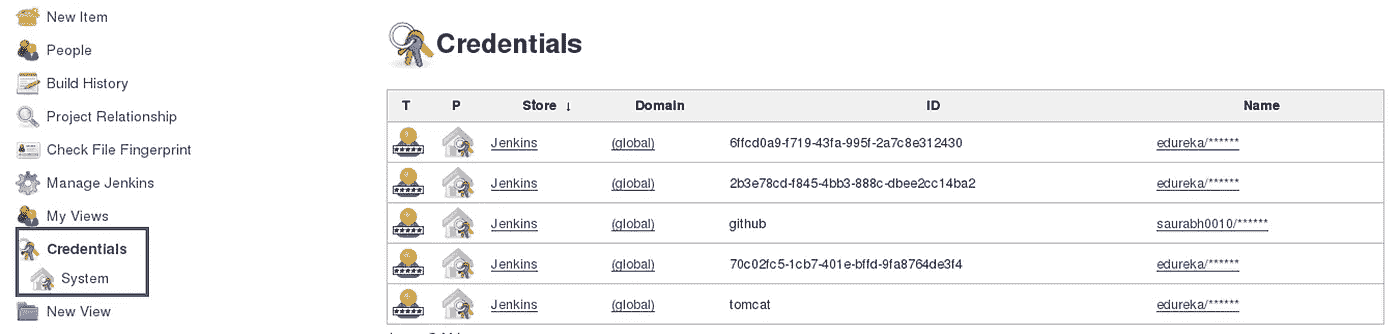 New Item
People
Build History
Project Relationship
Check File Fingerprint
Manage Jenkins
My Views
Credentials
System
New View
Credentials
T P Store ↓ Domain ID Name
Jenkins (global) 6ffcd0a9-f719-43fa-995f-2a7c8e312430 edureka/******
Jenkins (global) 2b3e78cd-f845-4bb3-888c-dbee2cc14ba2 edureka/******
Jenkins (global) github saurabh0010/******
Jenkins (global) 70c02fc5-1cb7-401e-bffd-9fa8764de3f4 edureka/******
Jenkins (global) tomcat edureka/******